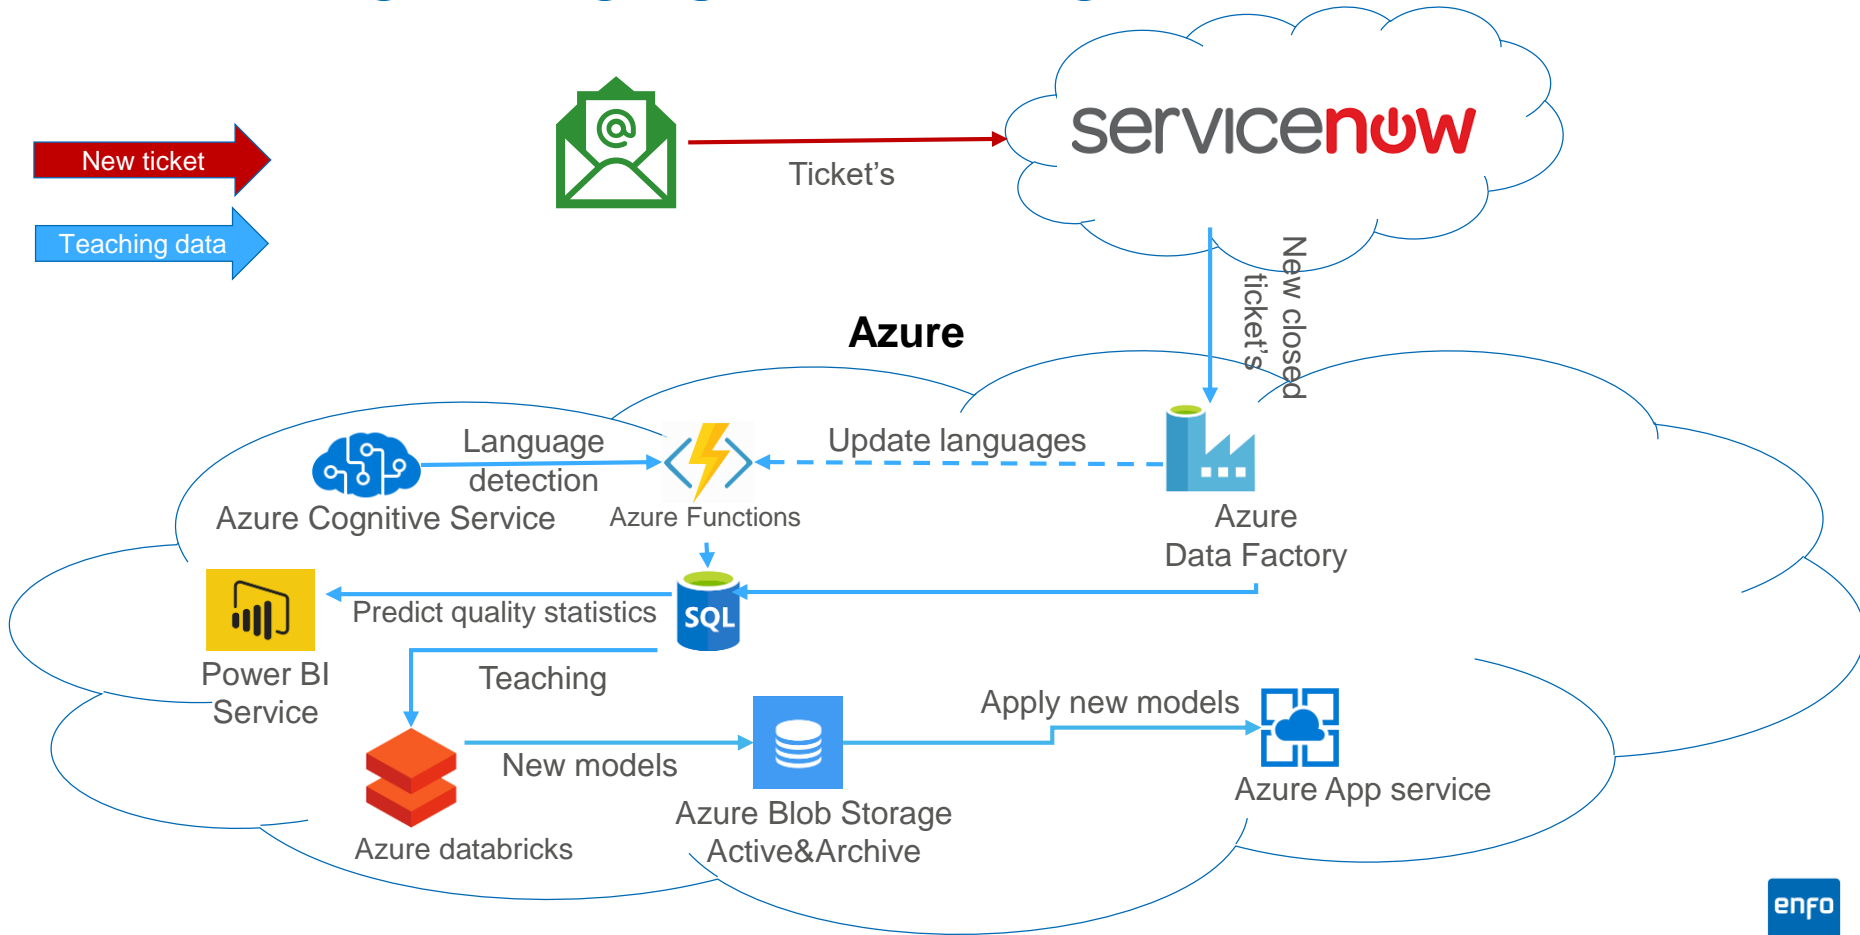 servicenow
New ticket
Ticket's
Teaching data
New closed
ticket's
Azure
Language
detection
Update languages
Azure Cognitive Service
Azure Functions
Azure
Data Factory
SQL
Predict quality statistics
Power BI
Service
Teaching
Apply new models
New models
Azure App service
Azure Blob Storage
Active&Archive
Azure databricks
enfo